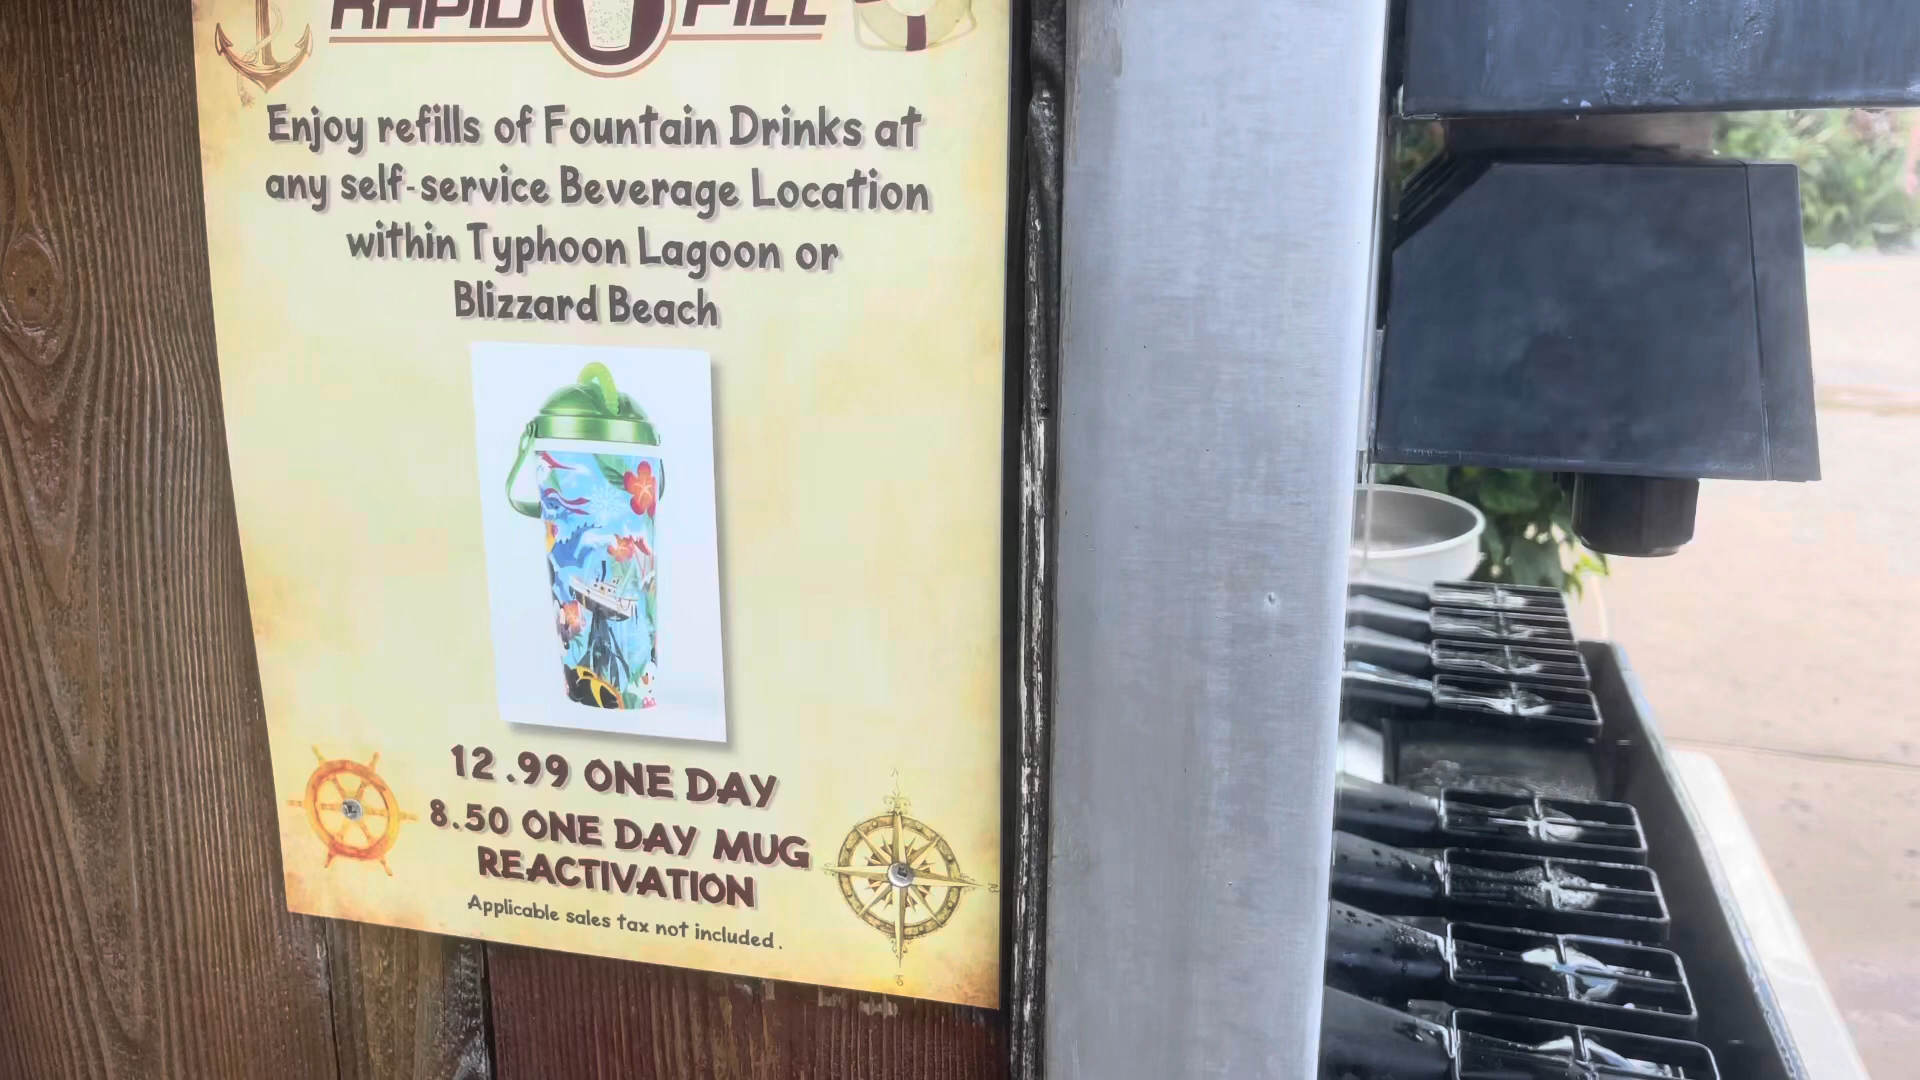 RAPID FILL
Enjoy refills of Fountain Drinks at
any self-service Beverage Location
within Typhoon Lagoon or
Blizzard Beach
12.99 ONE DAY
8.50 ONE DAY MUG
REACTIVATION
Applicable sales tax not included.